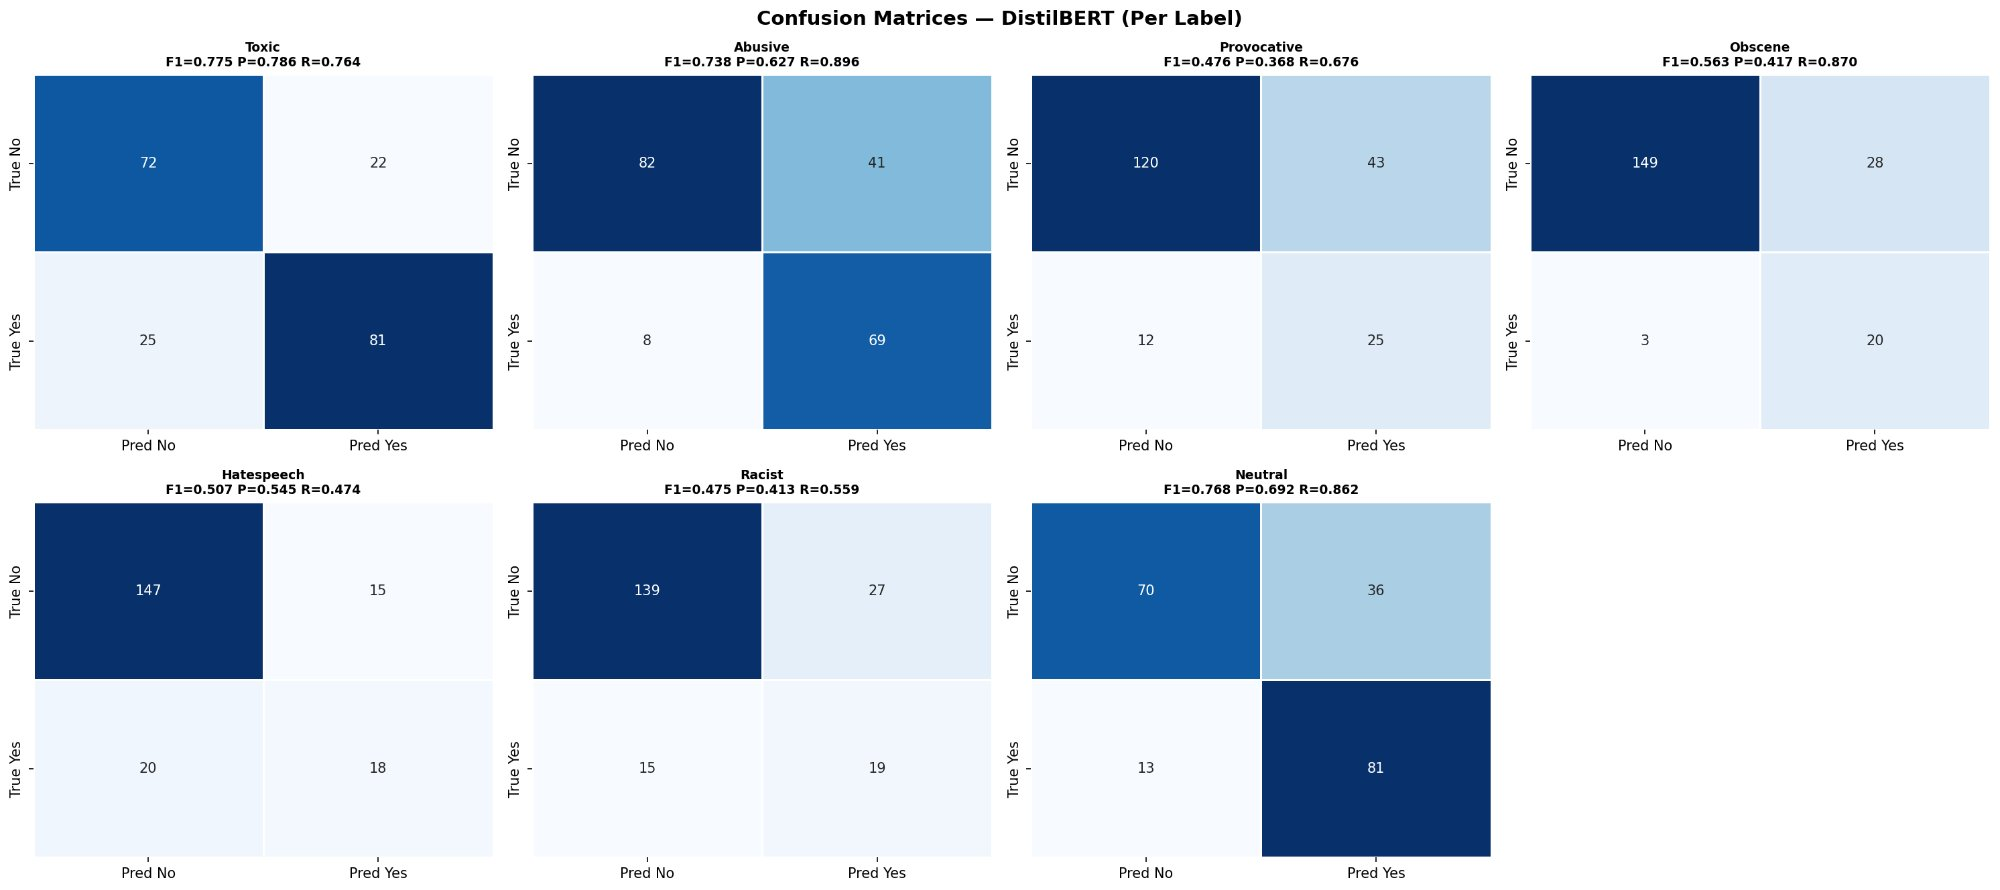 Confusion Matrices — DistilBERT (Per Label)
Toxic
F1=0.775 P=0.786 R=0.764
True No
72
22
True Yes
25
81
Pred No
Pred Yes
Abusive
F1=0.738 P=0.627 R=0.896
True No
82
41
True Yes
8
69
Pred No
Pred Yes
Provocative
F1=0.476 P=0.368 R=0.676
True No
120
43
True Yes
12
25
Pred No
Pred Yes
Obscene
F1=0.563 P=0.417 R=0.870
True No
149
28
True Yes
3
20
Pred No
Pred Yes
Hatespeech
F1=0.507 P=0.545 R=0.474
True No
147
15
True Yes
20
18
Pred No
Pred Yes
Racist
F1=0.475 P=0.413 R=0.559
True No
139
27
True Yes
15
19
Pred No
Pred Yes
Neutral
F1=0.768 P=0.692 R=0.862
True No
70
36
True Yes
13
81
Pred No
Pred Yes